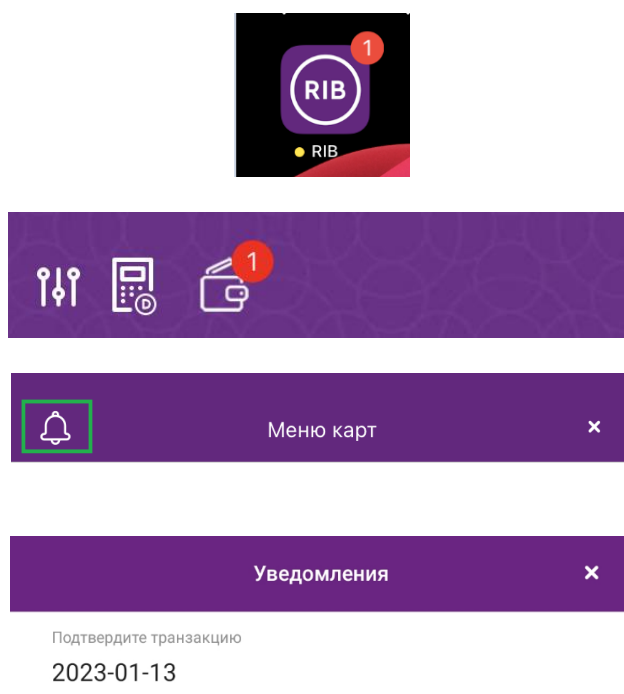 1
RIB
RIB
1
D
Меню карт
Уведомления
Подтвердите транзакцию
2023-01-13